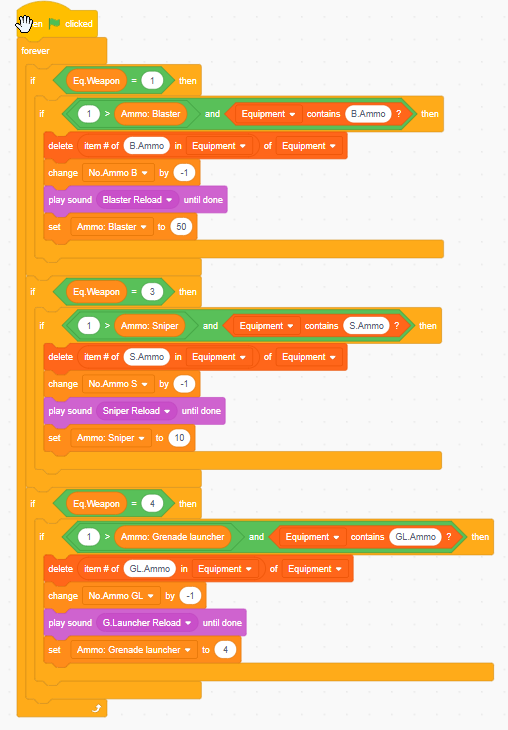 when clicked
forever
if Eq.Weapon = 1 then
if 1 > Ammo: Blaster and Equipment contains B.Ammo ? then
delete item # of B.Ammo in Equipment of Equipment
change No.Ammo B by -1
play sound Blaster Reload until done
set Ammo: Blaster to 50
if Eq.Weapon = 3 then
if 1 > Ammo: Sniper and Equipment contains S.Ammo ? then
delete item # of S.Ammo in Equipment of Equipment
change No.Ammo S by -1
play sound Sniper Reload until done
set Ammo: Sniper to 10
if Eq.Weapon = 4 then
if 1 > Ammo: Grenade launcher and Equipment contains GL.Ammo ? then
delete item # of GL.Ammo in Equipment of Equipment
change No.Ammo GL by -1
play sound G.Launcher Reload until done
set Ammo: Grenade launcher to 4